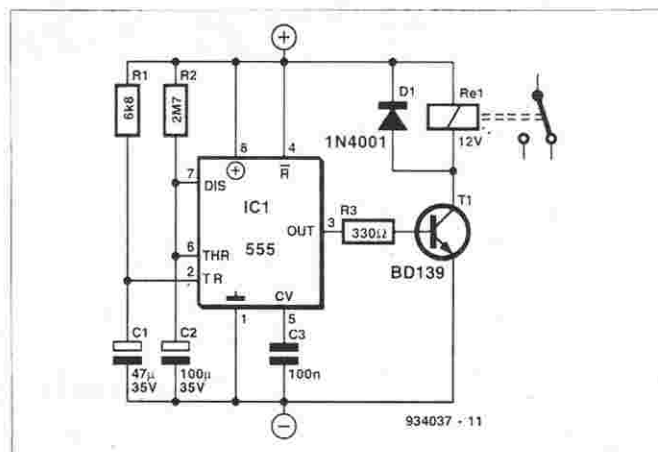 +
R1
6k8
R2
2M7
D1
1N4001
Re1
12V
8
4
+
R
7
DIS
IC1
555
OUT
3
R3
330Ω
T1
BD139
6
THR
2
TR
CV
1
5
C1
47µ
35V
C2
100µ
35V
C3
100n
−
934037 - 11